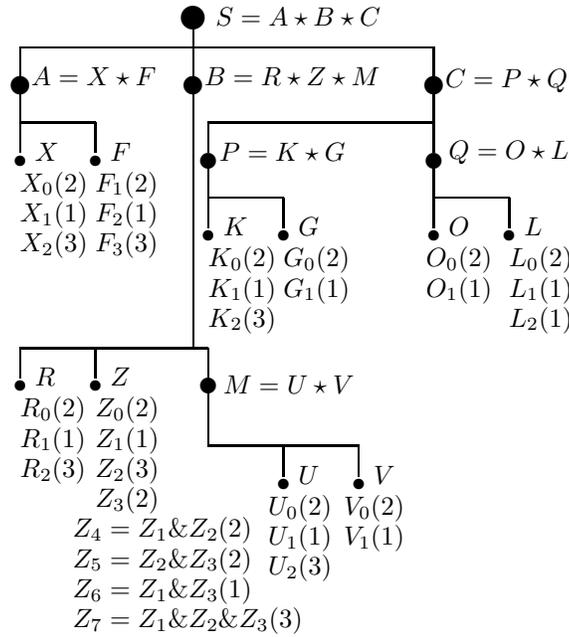 S = A ⋆ B ⋆ C
A = X ⋆ F B = R ⋆ Z ⋆ M C = P ⋆ Q
X F P = K ⋆ G Q = O ⋆ L
X₀(2) F₁(2)
X₁(1) F₂(1)
X₂(3) F₃(3)
K G O L
K₀(2) G₀(2) O₀(2) L₀(2)
K₁(1) G₁(1) O₁(1) L₁(1)
K₂(3) L₂(1)
R Z M = U ⋆ V
R₀(2) Z₀(2)
R₁(1) Z₁(1)
R₂(3) Z₂(3)
Z₃(2)
U V
U₀(2) V₀(2)
U₁(1) V₁(1)
U₂(3)
Z₄ = Z₁&Z₂(2)
Z₅ = Z₂&Z₃(2)
Z₆ = Z₁&Z₃(1)
Z₇ = Z₁&Z₂&Z₃(3)